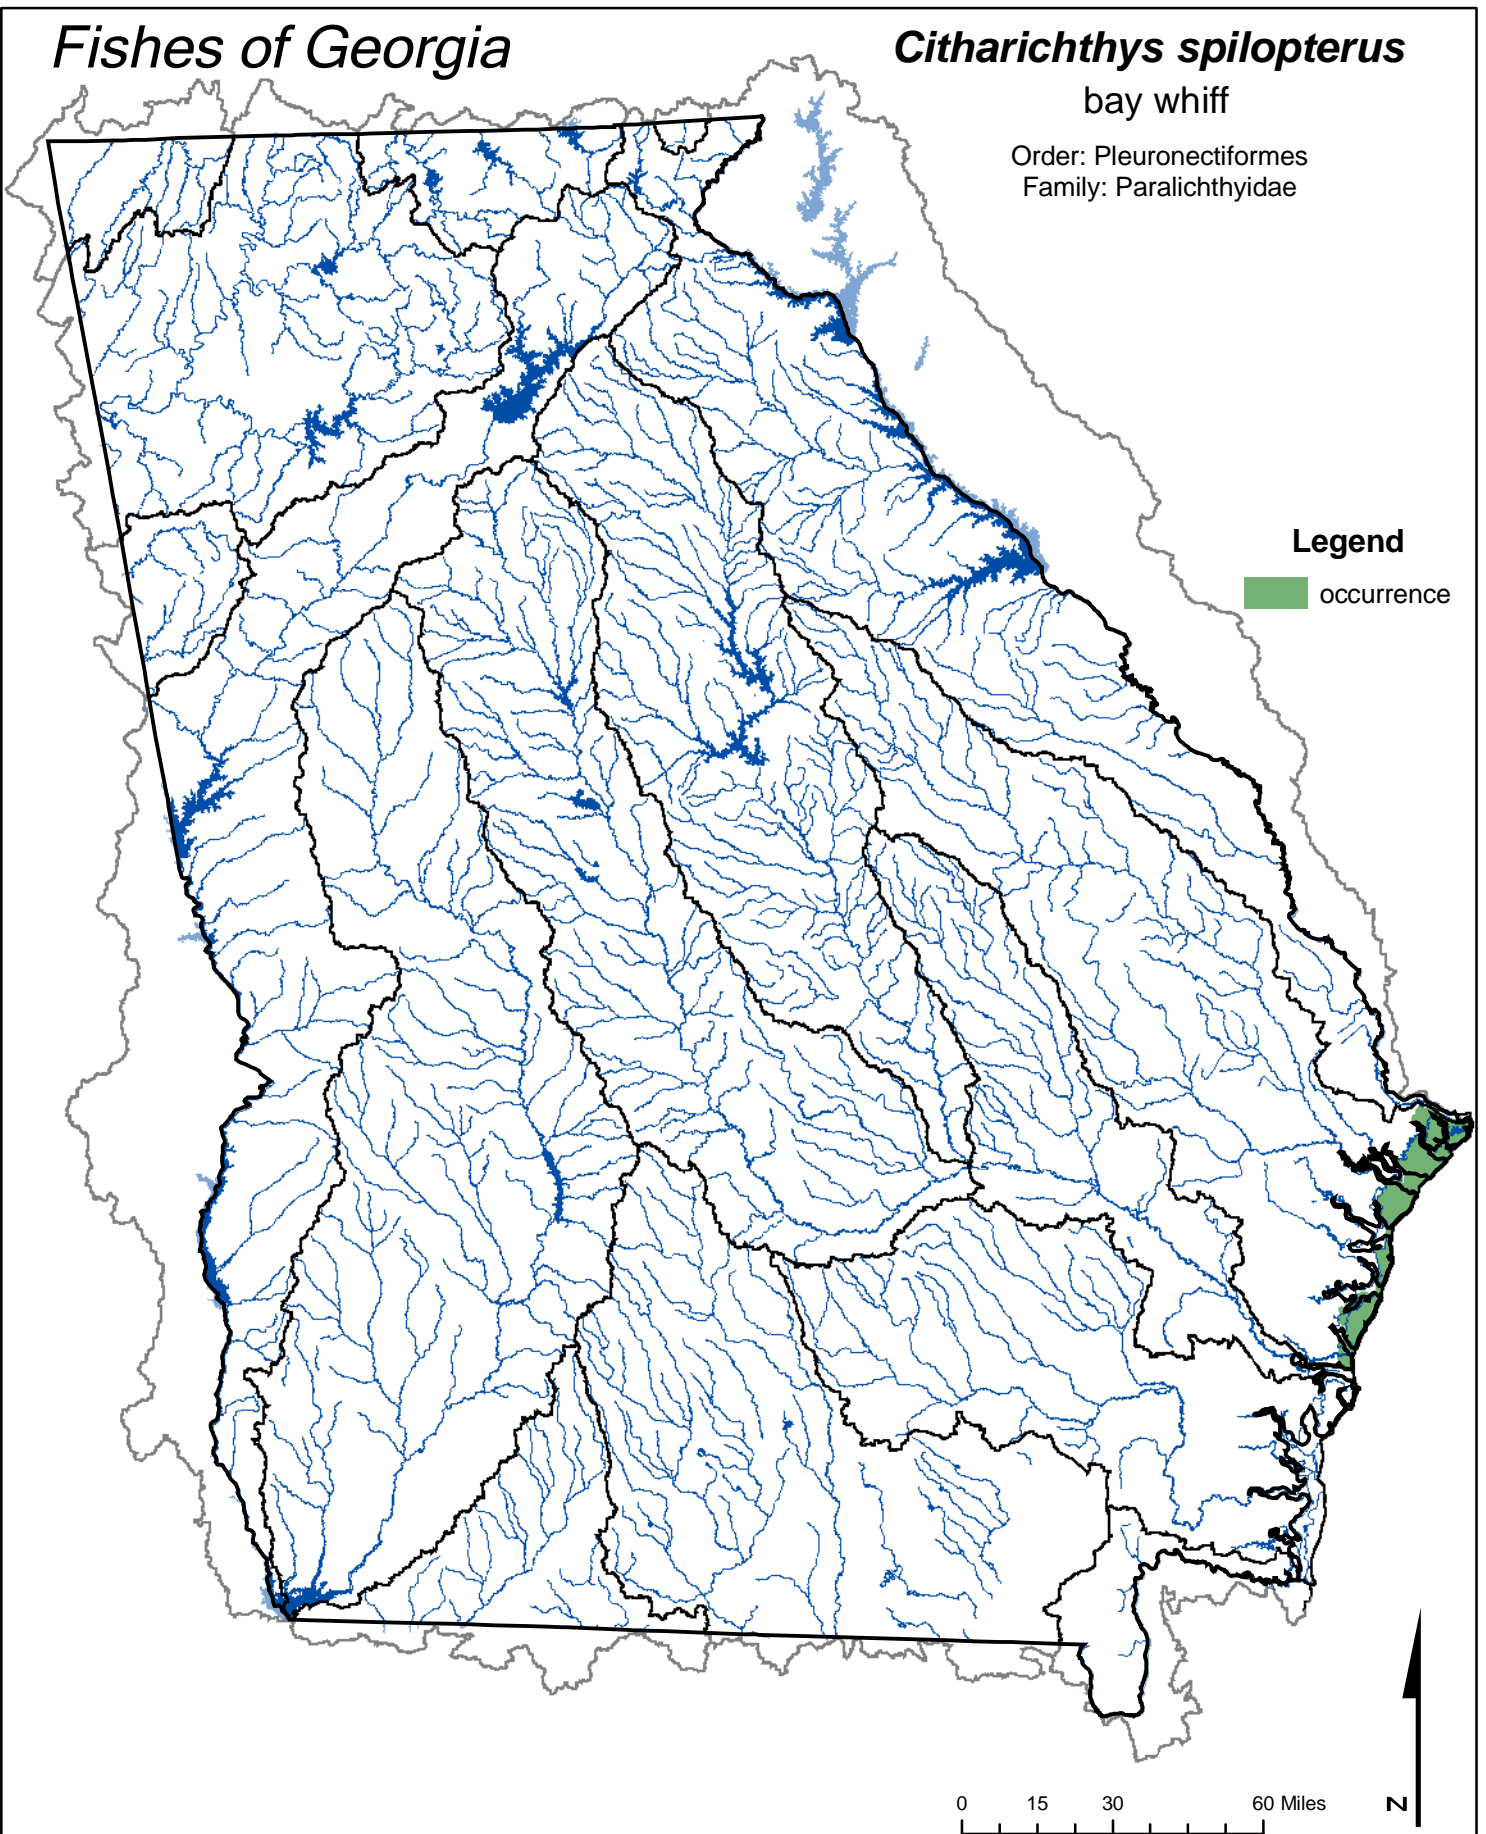 Fishes of Georgia
Citharichthys spilopterus
bay whiff
Order: Pleuronectiformes
Family: Paralichthyidae
Legend
occurrence
0 15 30 60 Miles
N